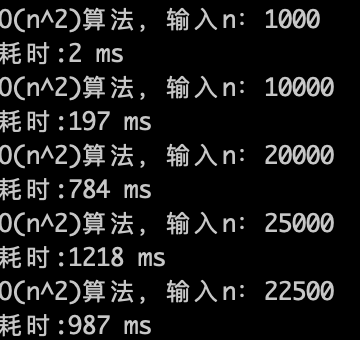 O(n^2)算法, 输入n: 1000
耗时:2 ms
O(n^2)算法, 输入n: 10000
耗时:197 ms
O(n^2)算法, 输入n: 20000
耗时:784 ms
O(n^2)算法, 输入n: 25000
耗时:1218 ms
O(n^2)算法, 输入n: 22500
耗时:987 ms